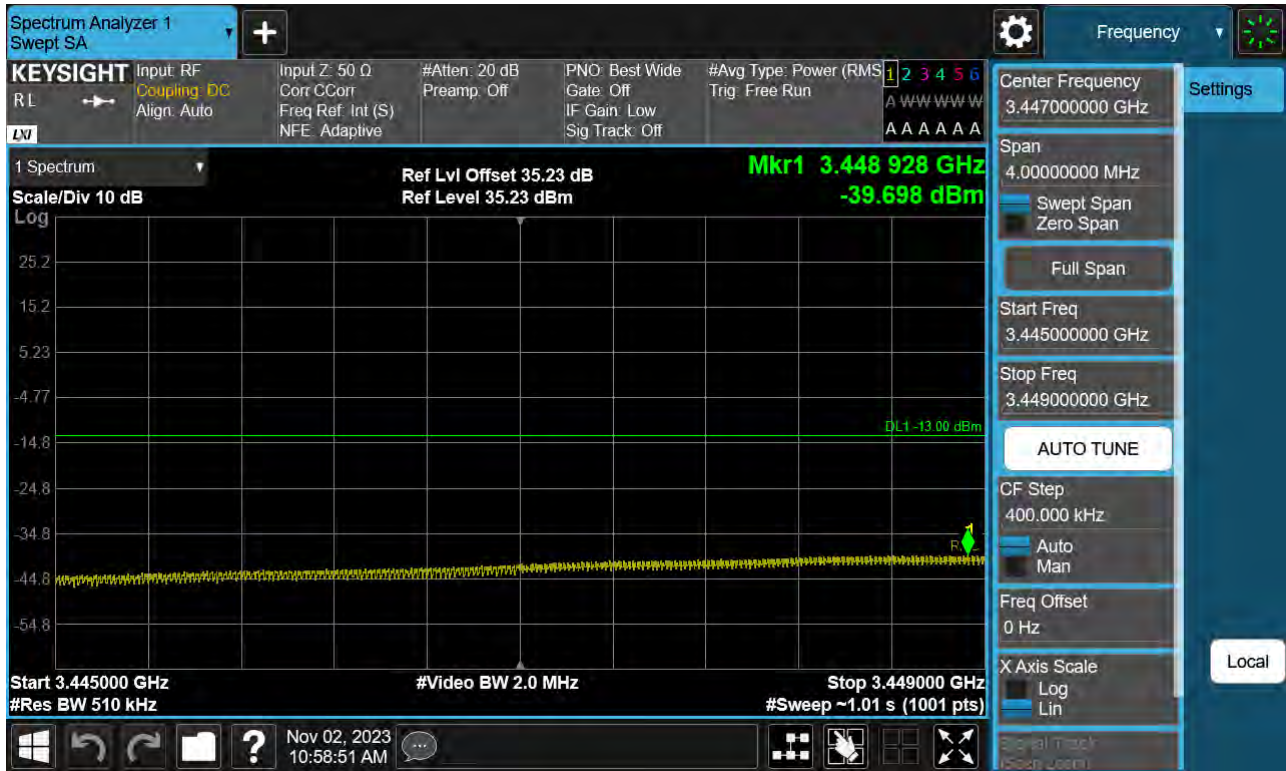 Spectrum Analyzer 1
Swept SA
+
Frequency
KEYSIGHT
RL
LXI
Input: RF
Coupling: DC
Align: Auto
Input Z: 50 Ω
Corr CCorr
Freq Ref: Int (S)
NFE: Adaptive
#Atten: 20 dB
Preamp: Off
PNO: Best Wide
Gate: Off
IF Gain: Low
Sig Track: Off
#Avg Type: Power (RMS
Trig: Free Run
1 2 3 4 5 6
A W W W W W
A A A A A A
1 Spectrum
Scale/Div 10 dB
Log
Ref Lvl Offset 35.23 dB
Ref Level 35.23 dBm
Mkr1 3.448 928 GHz
-39.698 dBm
25.2
15.2
5.23
-4.77
DL1 -13.00 dBm
-14.8
-24.8
1
-34.8
-44.8
-54.8
Start 3.445000 GHz
#Res BW 510 kHz
#Video BW 2.0 MHz
Stop 3.449000 GHz
#Sweep ~1.01 s (1001 pts)
Center Frequency
3.447000000 GHz
Settings
Span
4.00000000 MHz
Swept Span
Zero Span
Full Span
Start Freq
3.445000000 GHz
Stop Freq
3.449000000 GHz
AUTO TUNE
CF Step
400.000 kHz
Auto
Man
Freq Offset
0 Hz
X Axis Scale
Log
Lin
Signal Track
(Span Zoom)
Local
?
Nov 02, 2023
10:58:51 AM